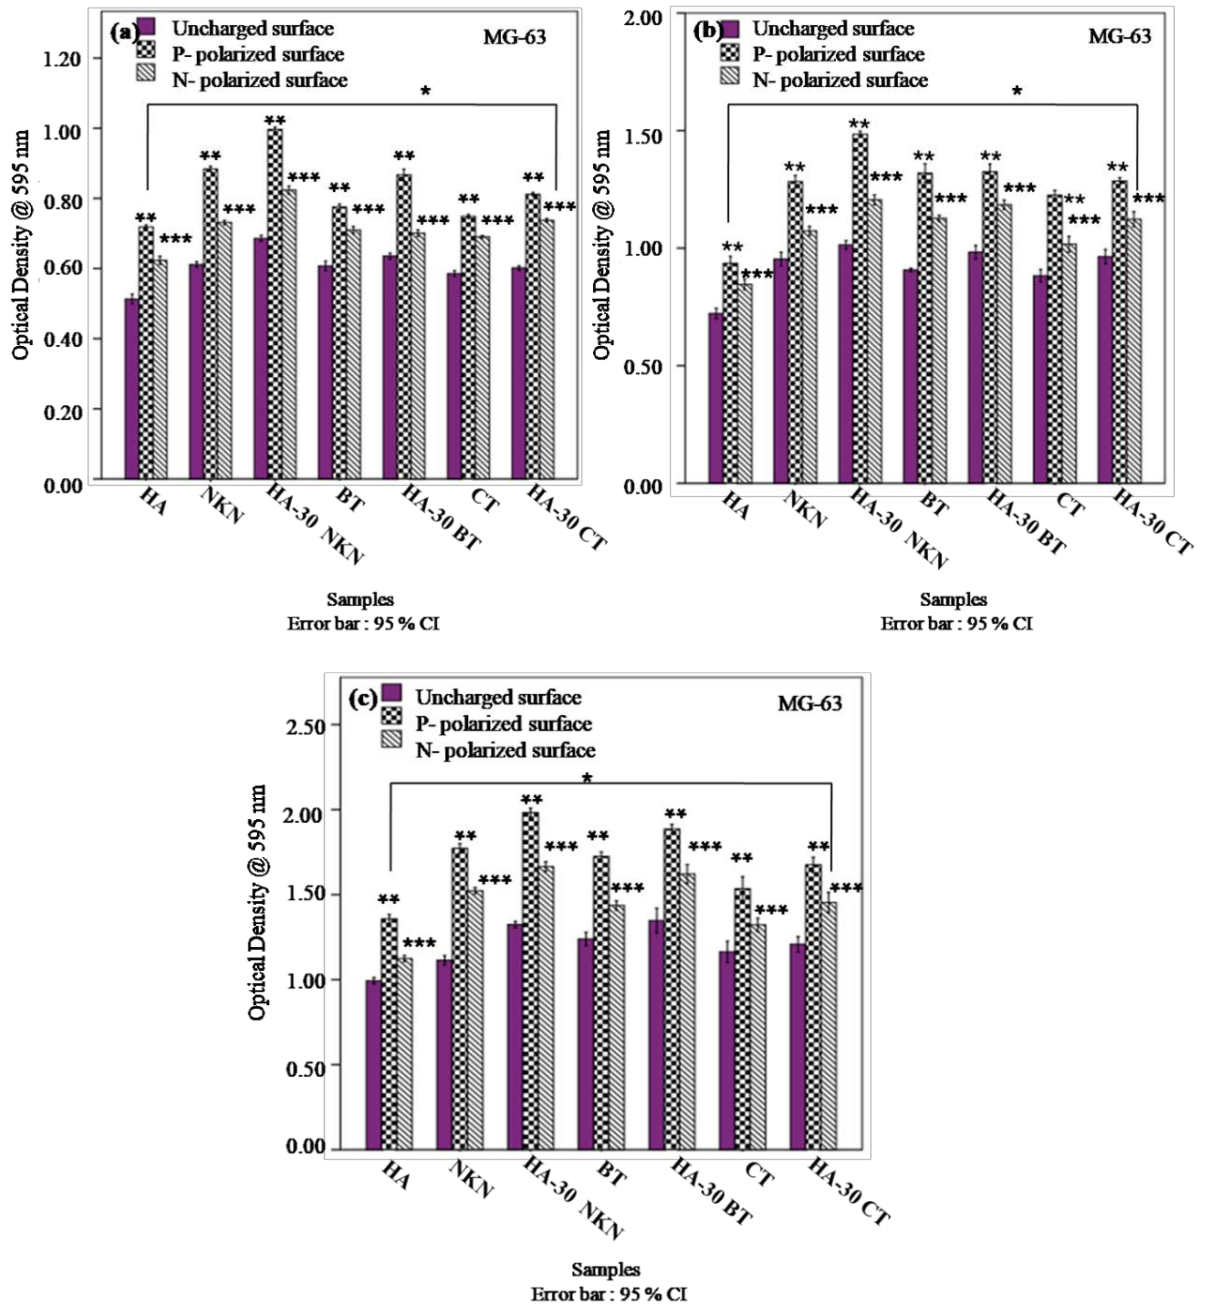 (a)
Uncharged surface
P- polarized surface
N- polarized surface
MG-63
*
1.20
1.00
0.80
0.60
0.40
0.20
0.00
Optical Density @ 595 nm
**
***
**
***
**
***
**
***
**
***
**
***
**
***
HA
NKN
HA-30 NKN
BT
HA-30 BT
CT
HA-30 CT
Samples
Error bar : 95 % CI
(b)
Uncharged surface
P- polarized surface
N- polarized surface
MG-63
*
2.00
1.50
1.00
0.50
0.00
Optical Density @ 595 nm
**
***
**
***
**
***
**
***
**
***
**
***
**
***
HA
NKN
HA-30 NKN
BT
HA-30 BT
CT
HA-30 CT
Samples
Error bar : 95 % CI
(c)
Uncharged surface
P- polarized surface
N- polarized surface
MG-63
*
2.50
2.00
1.50
1.00
0.50
0.00
Optical Density @ 595 nm
**
***
**
***
**
***
**
***
**
***
**
***
**
***
HA
NKN
HA-30 NKN
BT
HA-30 BT
CT
HA-30 CT
Samples
Error bar : 95 % CI